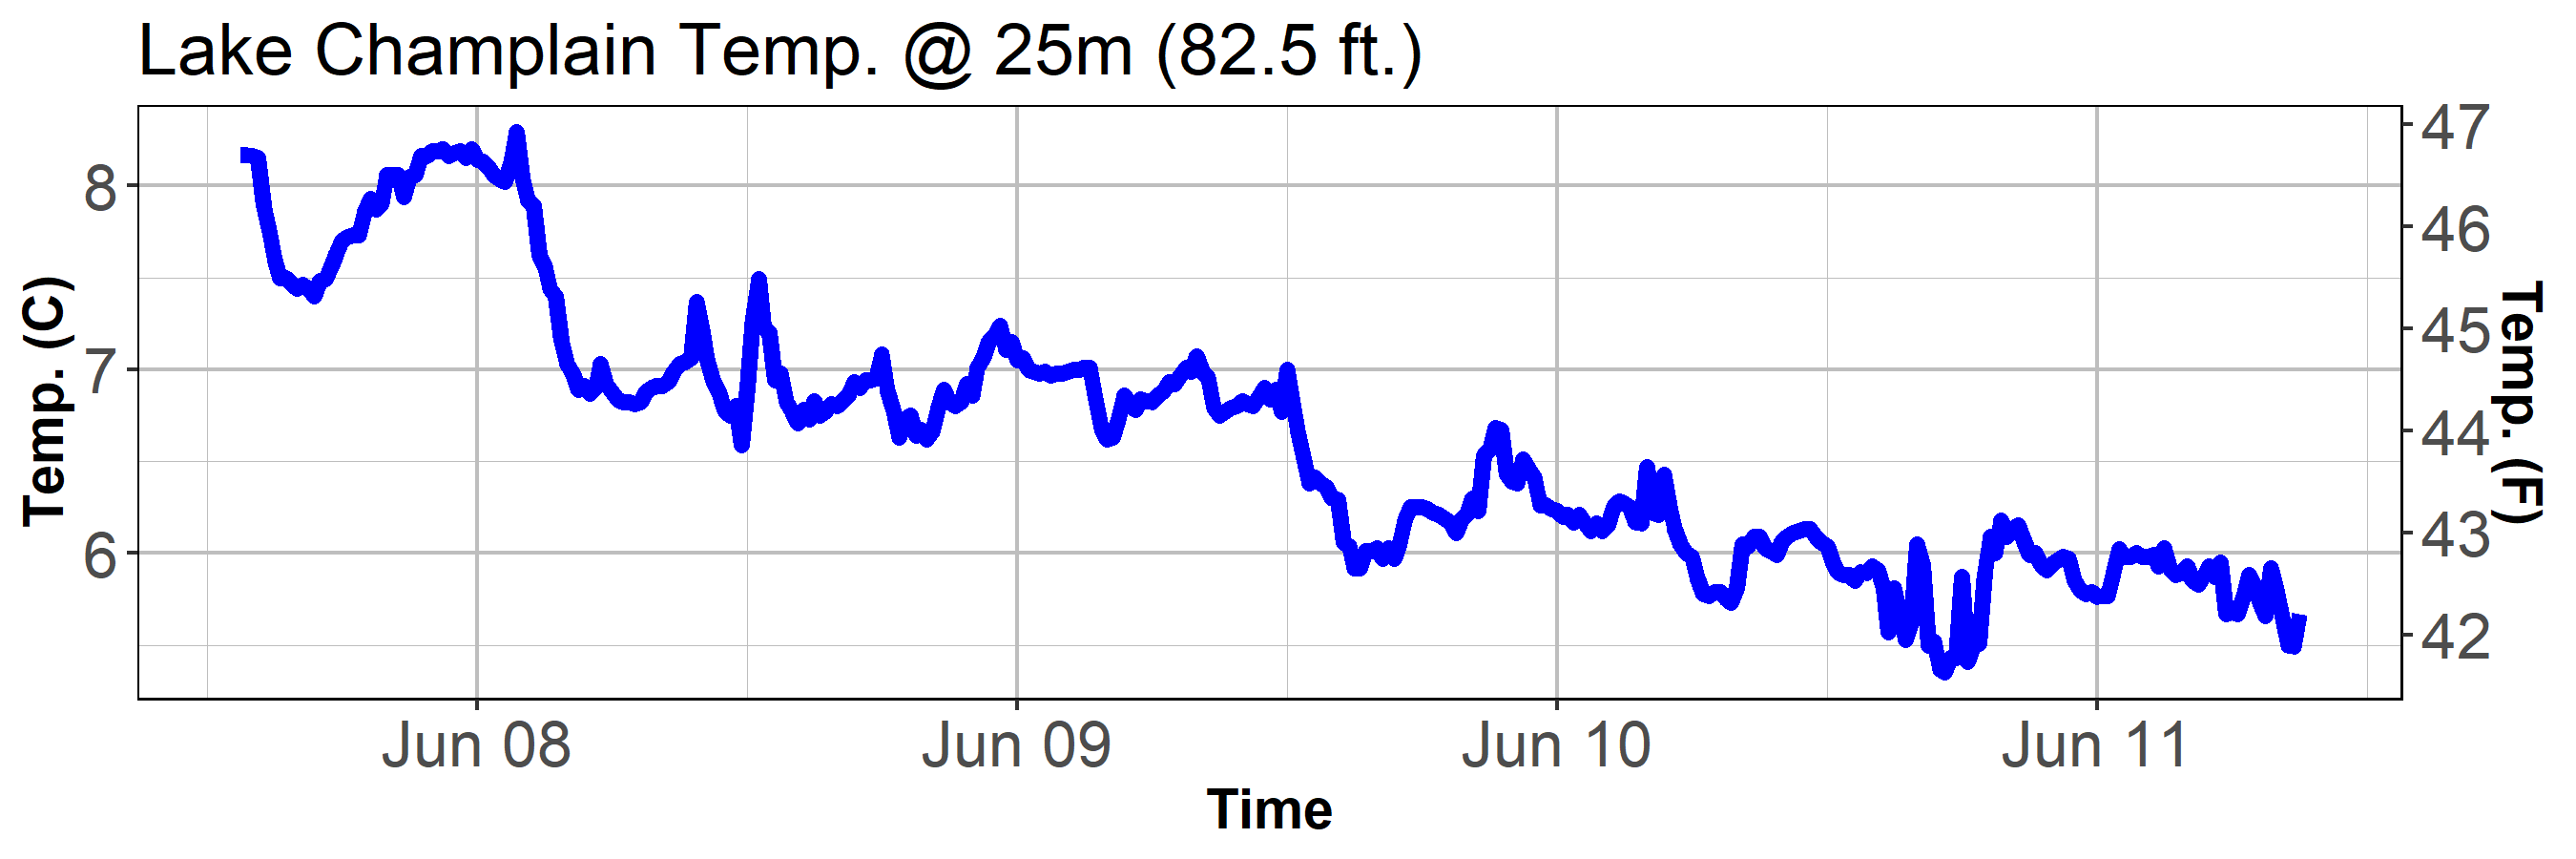 Lake Champlain Temp. @ 25m (82.5 ft.)
Temp. (C)
8
7
6
47
46
45
44
43
42
Temp. (F)
Jun 08 Jun 09 Jun 10 Jun 11
Time